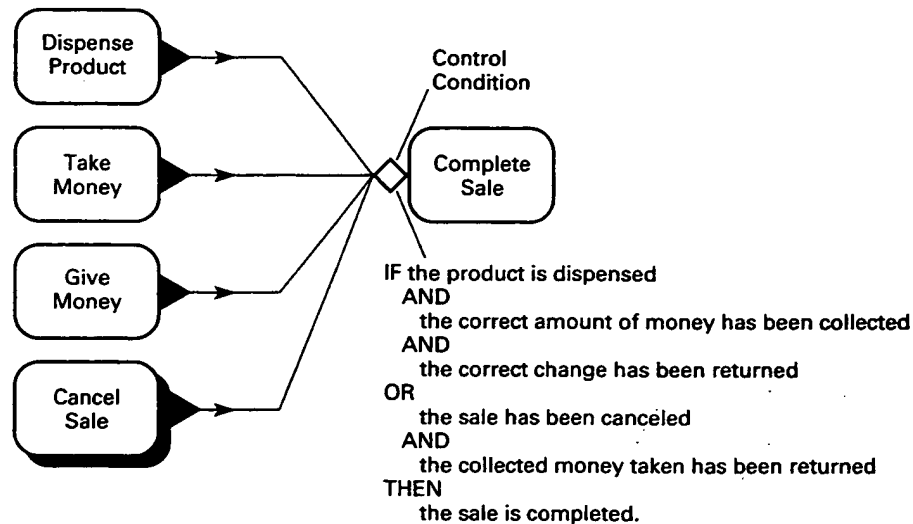 Dispense
Product
Control
Condition
Take
Money
Complete
Sale
Give
Money
IF the product is dispensed
AND
the correct amount of money has been collected
AND
the correct change has been returned
Cancel
Sale
OR
the sale has been canceled
AND
the collected money taken has been returned
THEN
the sale is completed.